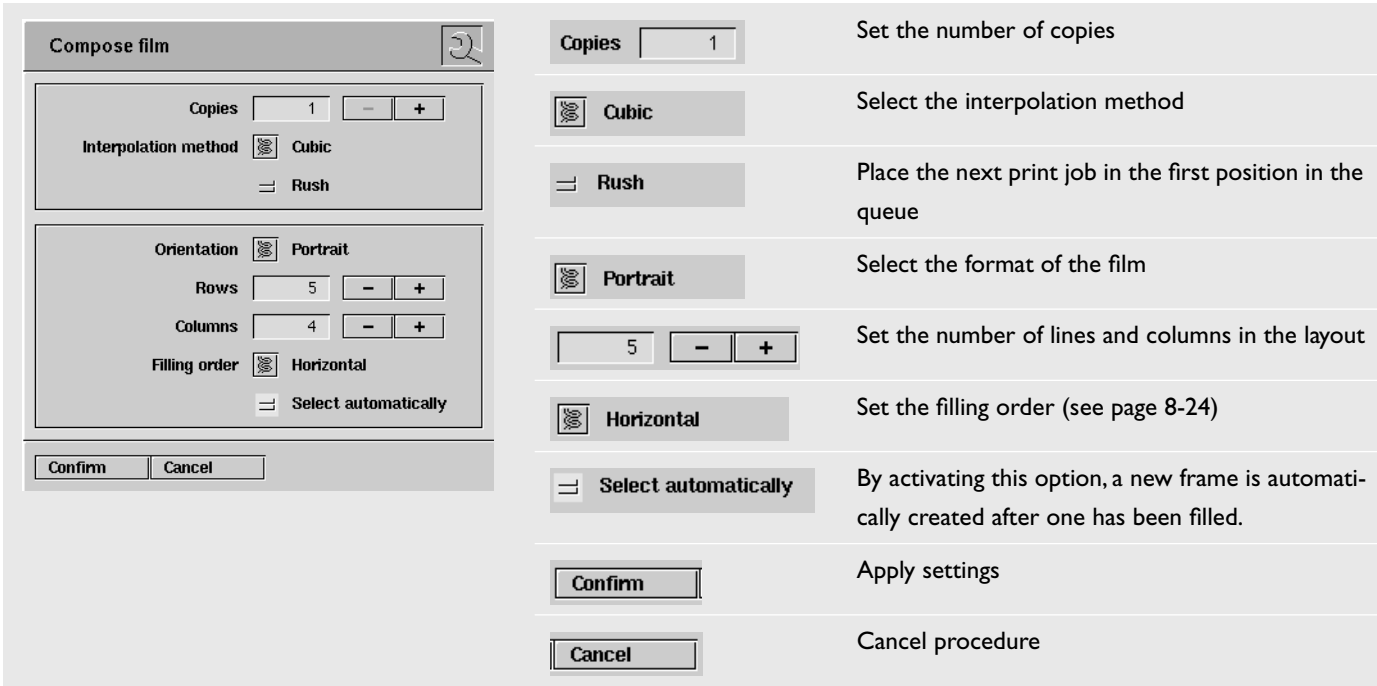 Compose film
Copies 1 − +
Interpolation method Cubic
Rush
Orientation Portrait
Rows 5 − +
Columns 4 − +
Filling order Horizontal
Select automatically
Confirm Cancel
Copies 1 Set the number of copies
Cubic Select the interpolation method
Rush Place the next print job in the first position in the
queue
Portrait Select the format of the film
5 − + Set the number of lines and columns in the layout
Horizontal Set the filling order (see page 8-24)
Select automatically By activating this option, a new frame is automati-
cally created after one has been filled.
Confirm Apply settings
Cancel Cancel procedure